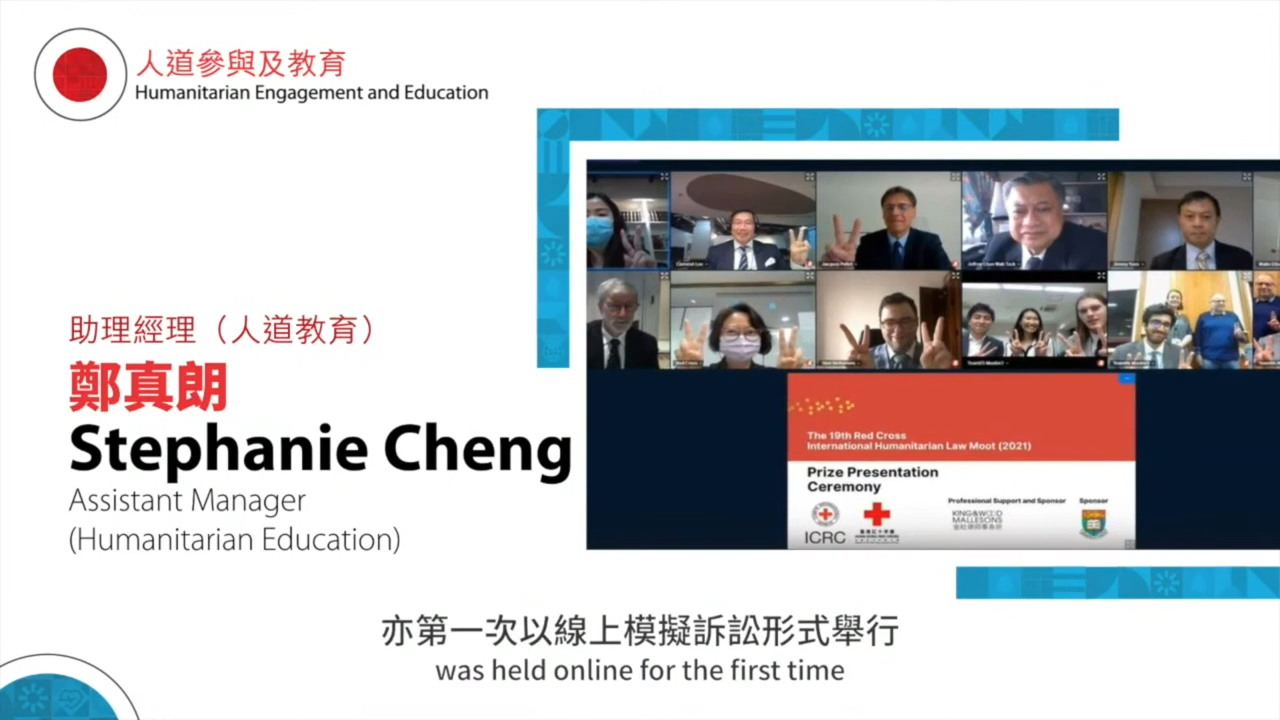 人道參與及教育
Humanitarian Engagement and Education
助理經理（人道教育）
鄭真朗
Stephanie Cheng
Assistant Manager
(Humanitarian Education)
The 19th Red Cross
International Humanitarian Law Moot (2021)
Prize Presentation
Ceremony
Professional Support and Sponsor
Sponsor
KING&WOOD
MALLESONS
ICRC
亦第一次以線上模擬訴訟形式舉行
was held online for the first time